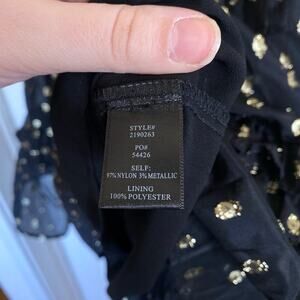 STYLE#
2190263
PO#
54426
SELF:
97% NYLON 3% METALLIC
LINING
100% POLYESTER